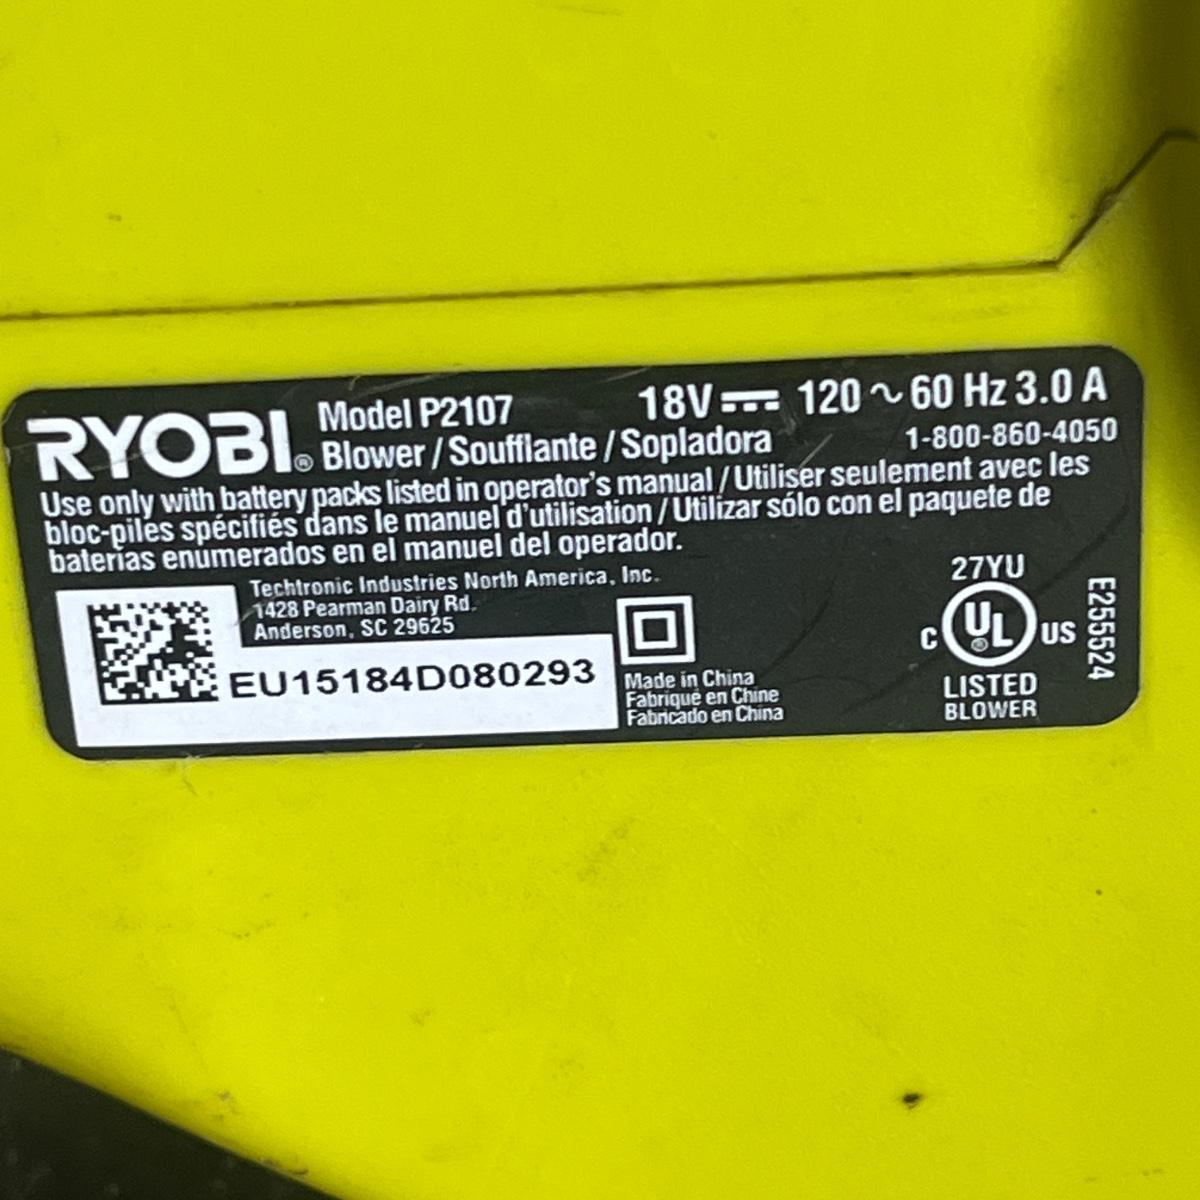 RYOBI® Model P2107 18V⎓ 120 ~ 60 Hz 3.0 A
Blower / Soufflante / Sopladora 1-800-860-4050
Use only with battery packs listed in operator's manual / Utiliser seulement avec les
bloc-piles spécifiés dans le manuel d'utilisation / Utilizar sólo con el paquete de
baterías enumerados en el manuel del operador.
Techtronic Industries North America, Inc.
1428 Pearman Dairy Rd.
Anderson, SC 29625
EU15184D080293
Made in China
Fabriqué en Chine
Fabricado en China
27YU
C UL® US
LISTED
BLOWER
E255524